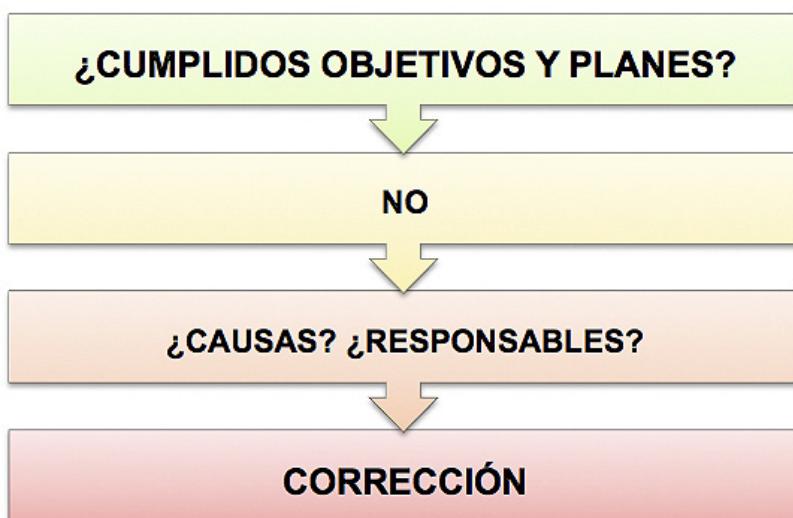 ¿CUMPLIDOS OBJETIVOS Y PLANES?
NO
¿CAUSAS? ¿RESPONSABLES?
CORRECCIÓN